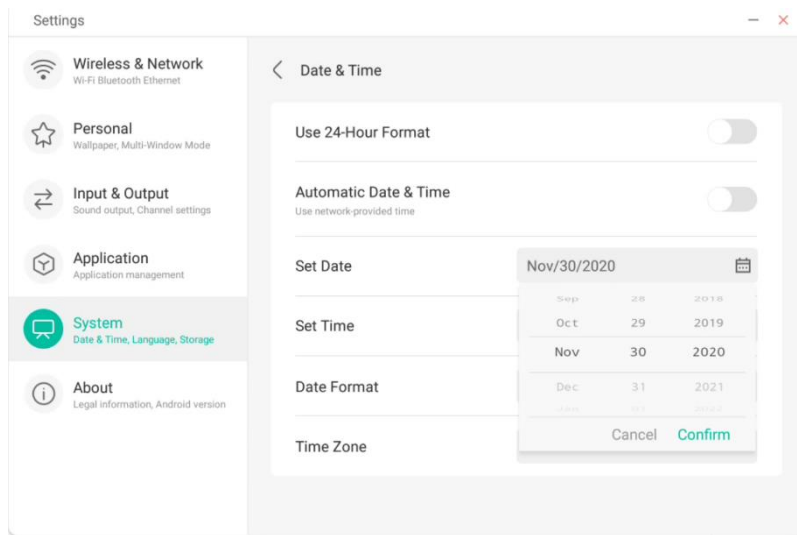 Settings
Wireless & Network
Wi-Fi Bluetooth Ethernet
Personal
Wallpaper, Multi-Window Mode
Input & Output
Sound output, Channel settings
Application
Application management
System
Date & Time, Language, Storage
About
Legal information, Android version
Date & Time
Use 24-Hour Format
Automatic Date & Time
Use network-provided time
Set Date
Nov/30/2020
Sep 28 2018
Oct 29 2019
Nov 30 2020
Dec 31 2021
Cancel Confirm
Set Time
Date Format
Time Zone